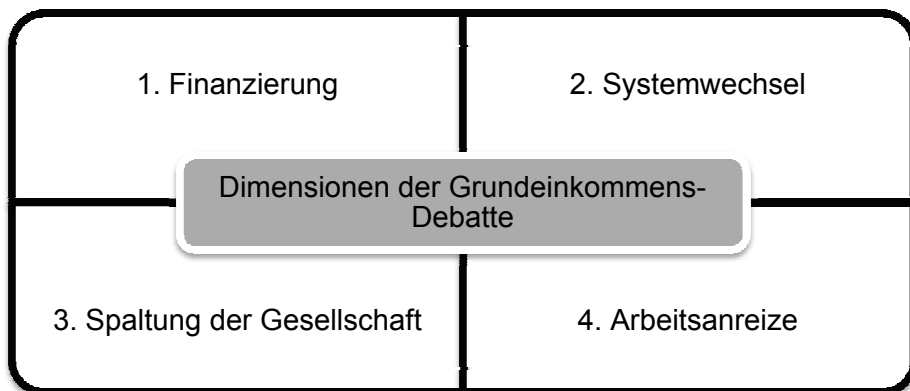 1. Finanzierung
2. Systemwechsel
Dimensionen der Grundeinkommens-
Debatte
3. Spaltung der Gesellschaft
4. Arbeitsanreize